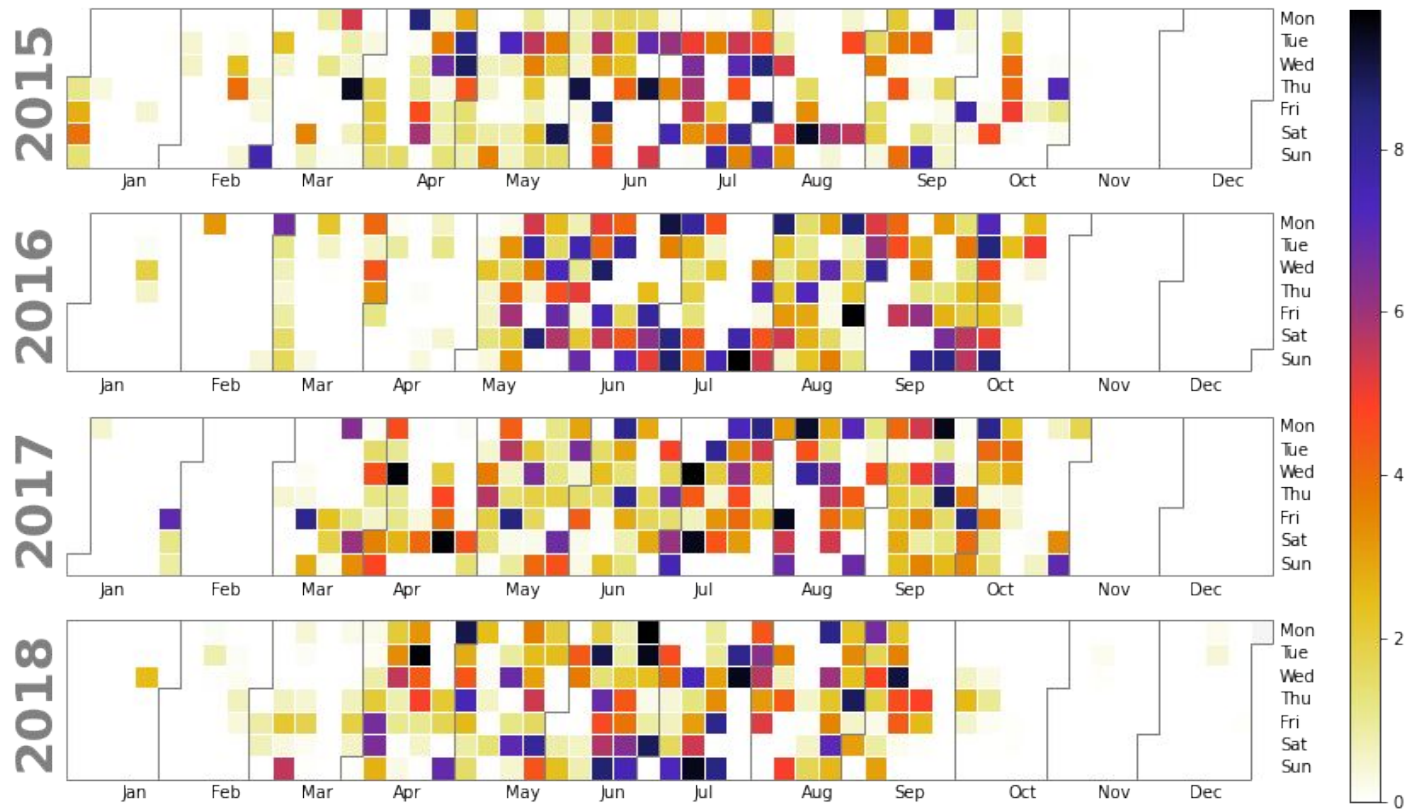 2015
Mon
Tue
Wed
Thu
Fri
Sat
Sun
Jan Feb Mar Apr May Jun Jul Aug Sep Oct Nov Dec
2016
Mon
Tue
Wed
Thu
Fri
Sat
Sun
Jan Feb Mar Apr May Jun Jul Aug Sep Oct Nov Dec
2017
Mon
Tue
Wed
Thu
Fri
Sat
Sun
Jan Feb Mar Apr May Jun Jul Aug Sep Oct Nov Dec
2018
Mon
Tue
Wed
Thu
Fri
Sat
Sun
Jan Feb Mar Apr May Jun Jul Aug Sep Oct Nov Dec
8
6
4
2
0